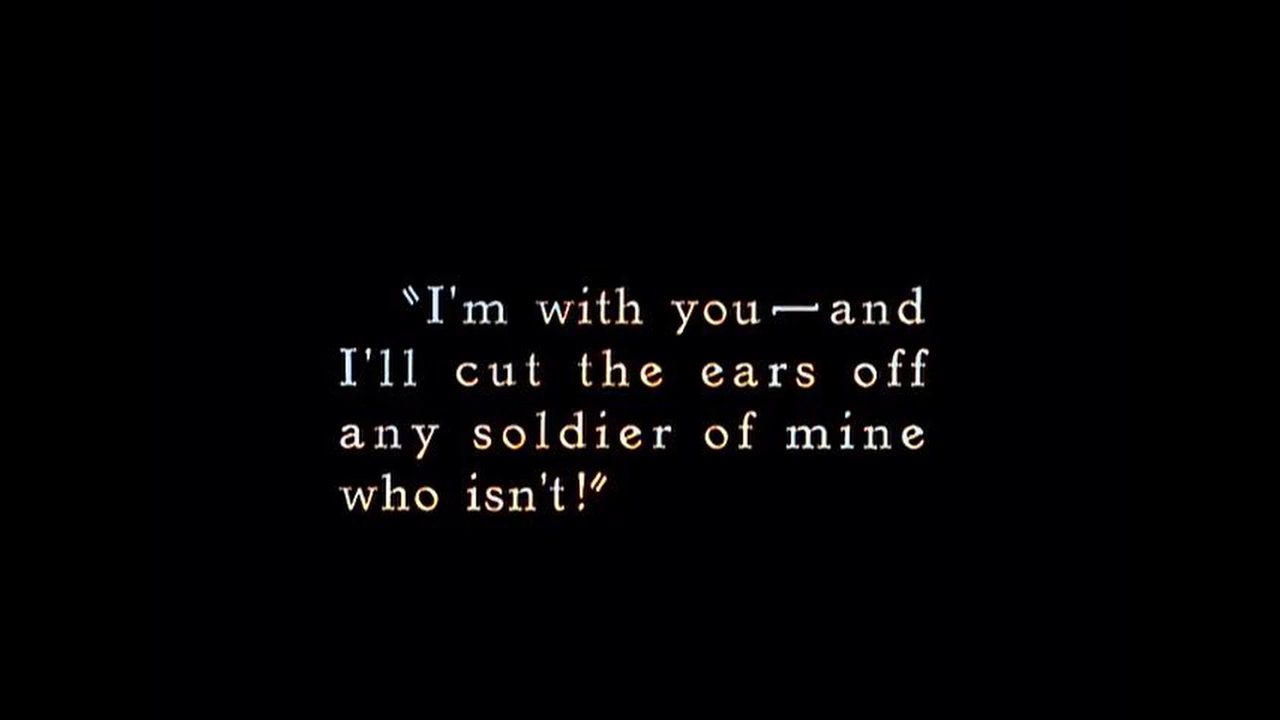 "I'm with you—and
I'll cut the ears off
any soldier of mine
who isn't!"